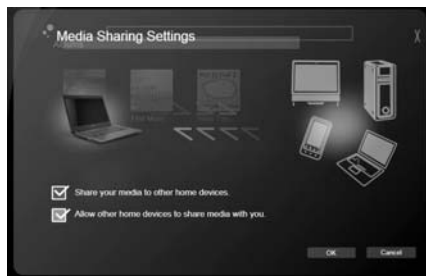 Media Sharing Settings
Share your media to other home devices.
Allow other home devices to share media with you.
OK
Cancel